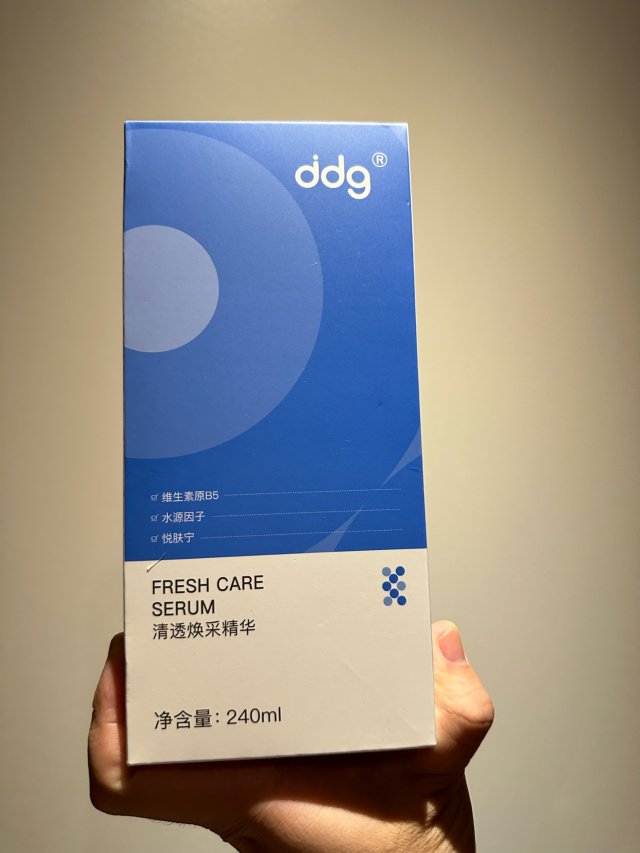 ddg®
维生素原B5
水源因子
悦肤宁
FRESH CARE
SERUM
清透焕采精华
净含量：240ml